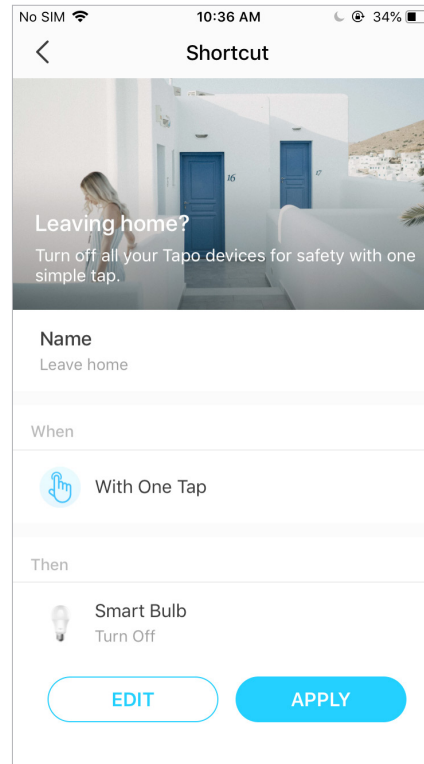 No SIM 10:36 AM 34%
Shortcut
16
17
Leaving home?
Turn off all your Tapo devices for safety with one
simple tap.
Name
Leave home
When
With One Tap
Then
Smart Bulb
Turn Off
EDIT APPLY